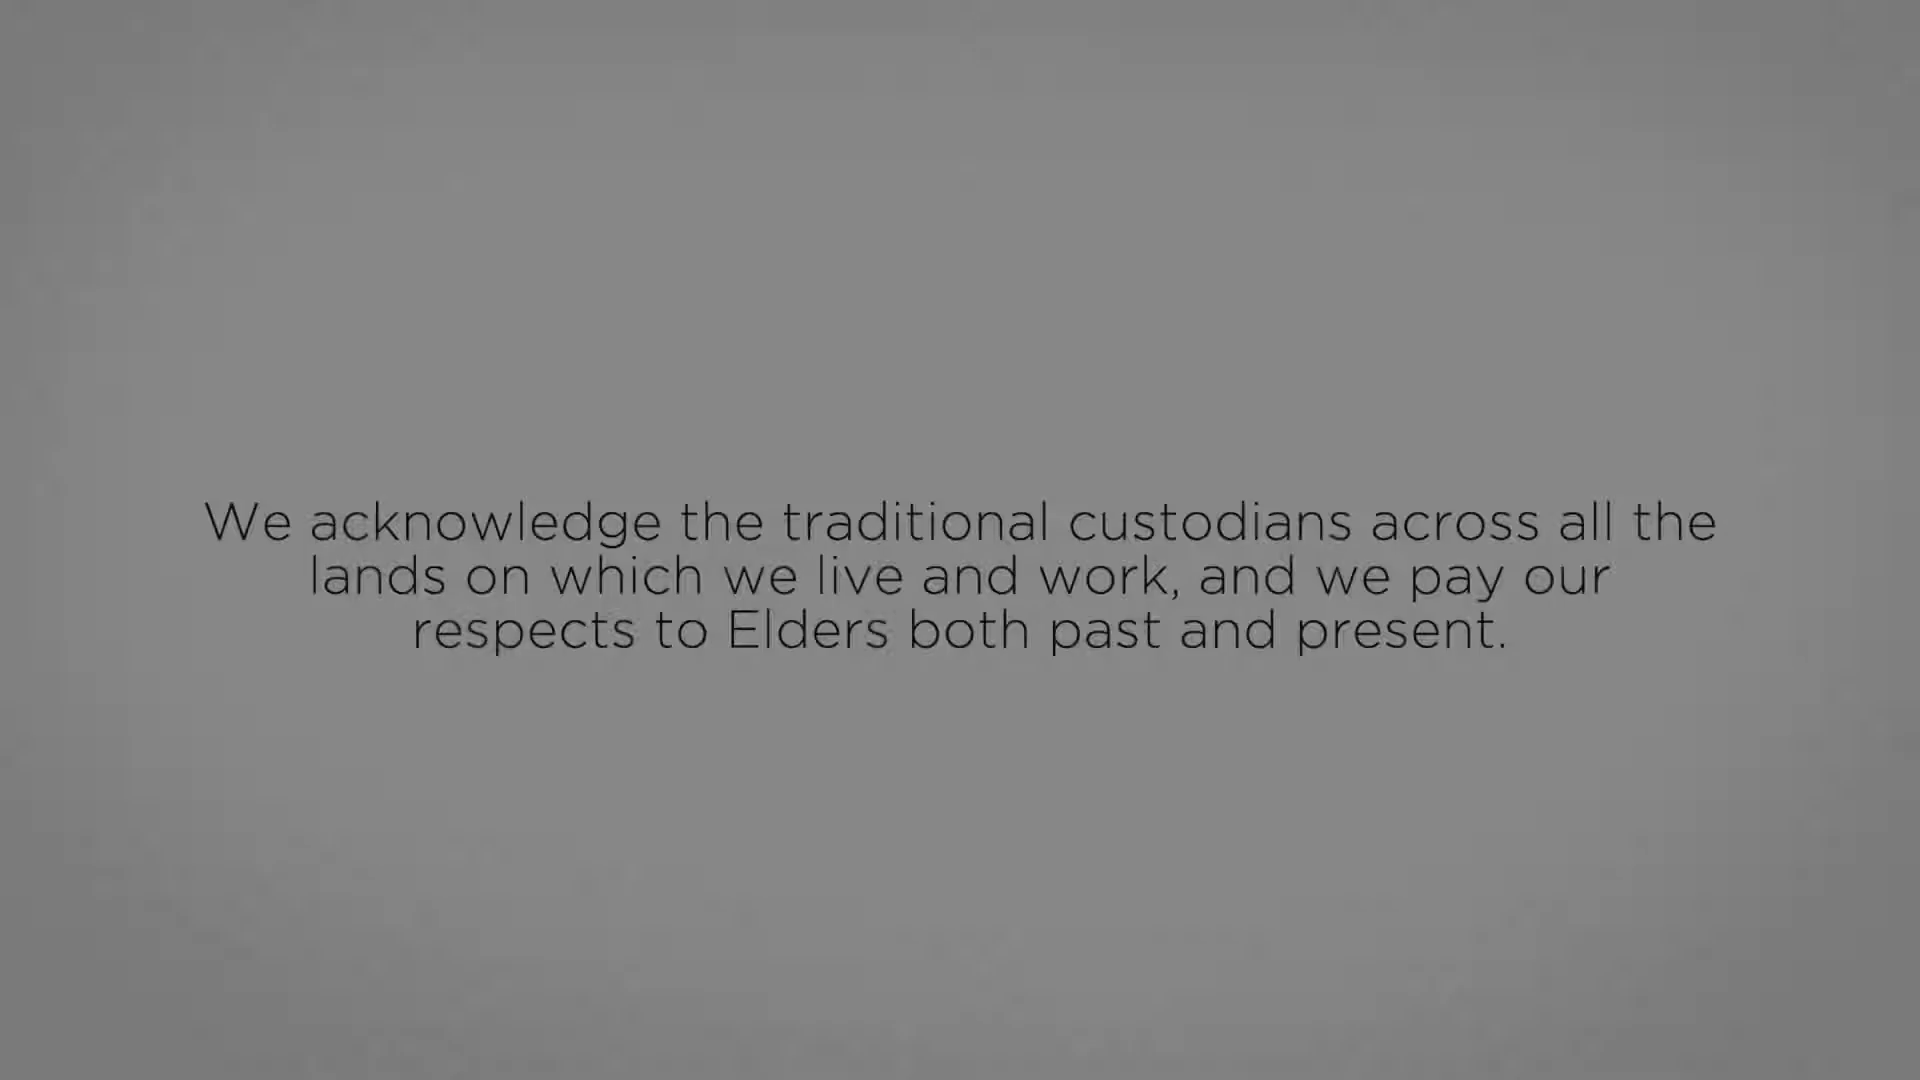 We acknowledge the traditional custodians across all the
lands on which we live and work, and we pay our
respects to Elders both past and present.